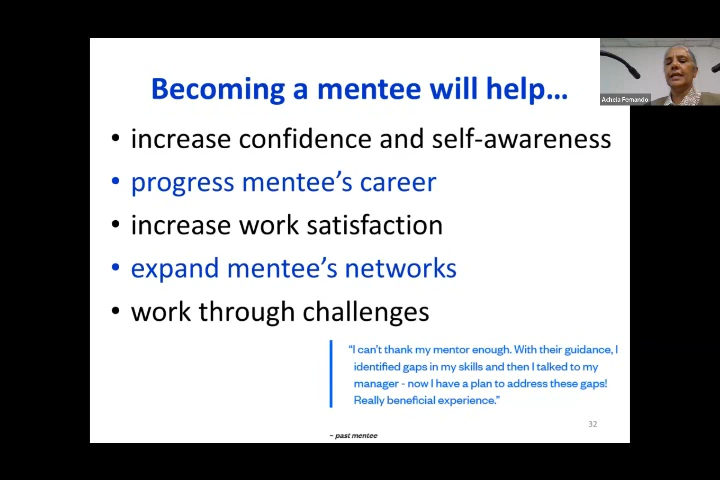 Becoming a mentee will help...
Achela Fernando
• increase confidence and self-awareness
• progress mentee's career
• increase work satisfaction
• expand mentee's networks
• work through challenges
"I can't thank my mentor enough. With their guidance, I
identified gaps in my skills and then I talked to my
manager - now I have a plan to address these gaps!
Really beneficial experience."
32
– past mentee